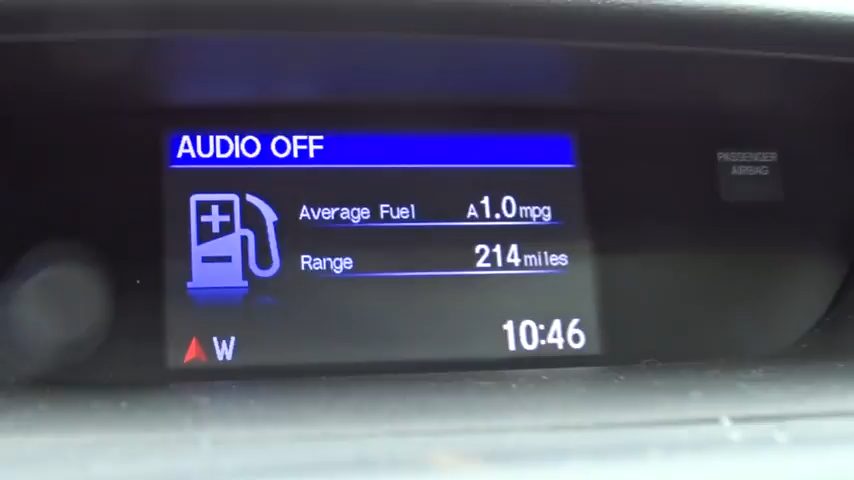 AUDIO OFF
PASSENGER
AIRBAG
Average Fuel A1.0mpg
Range 214miles
W 10:46